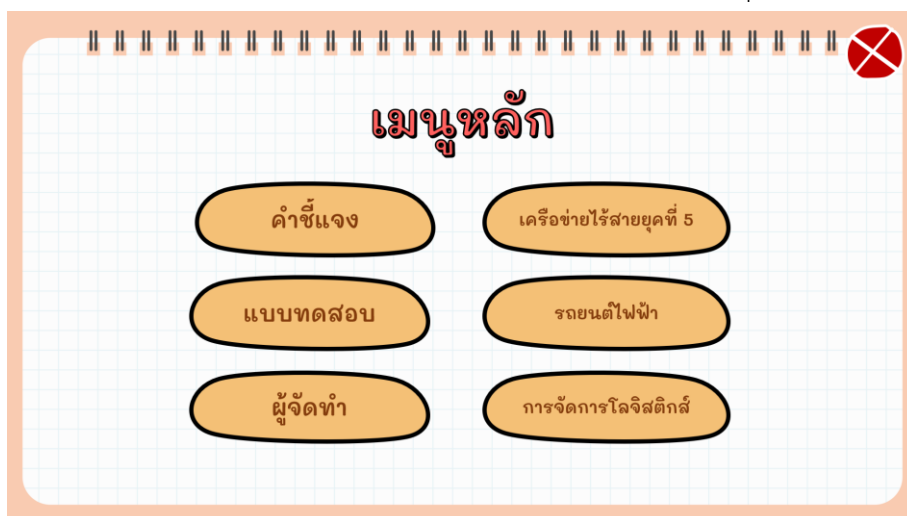 เมนูหลัก
คำชี้แจง
เครือข่ายไร้สายยุคที่ 5
แบบทดสอบ
รถยนต์ไฟฟ้า
ผู้จัดทำ
การจัดการโลจิสติกส์